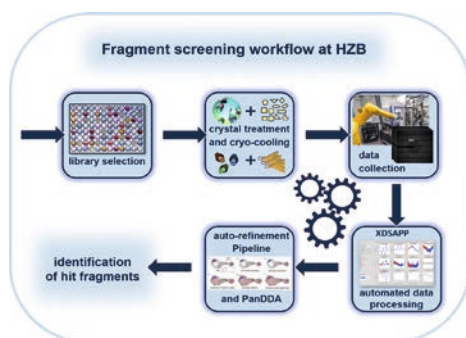 Fragment screening workflow at HZB
library selection
crystal treatment
and cryo-cooling
data
collection
XDSAPP
automated data
processing
auto-refinement
Pipeline
and PanDDA
identification
of hit fragments